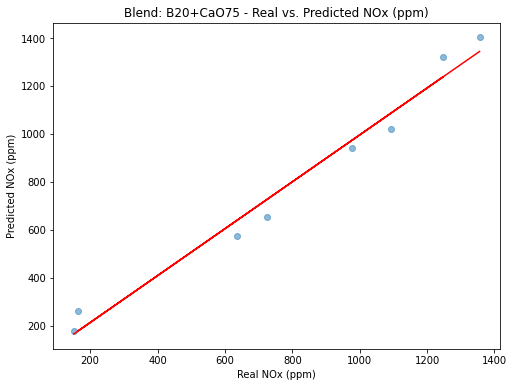 Blend: B20+CaO75 - Real vs. Predicted NOx (ppm)
Predicted NOx (ppm)
1400
1200
1000
800
600
400
200
200 400 600 800 1000 1200 1400
Real NOx (ppm)